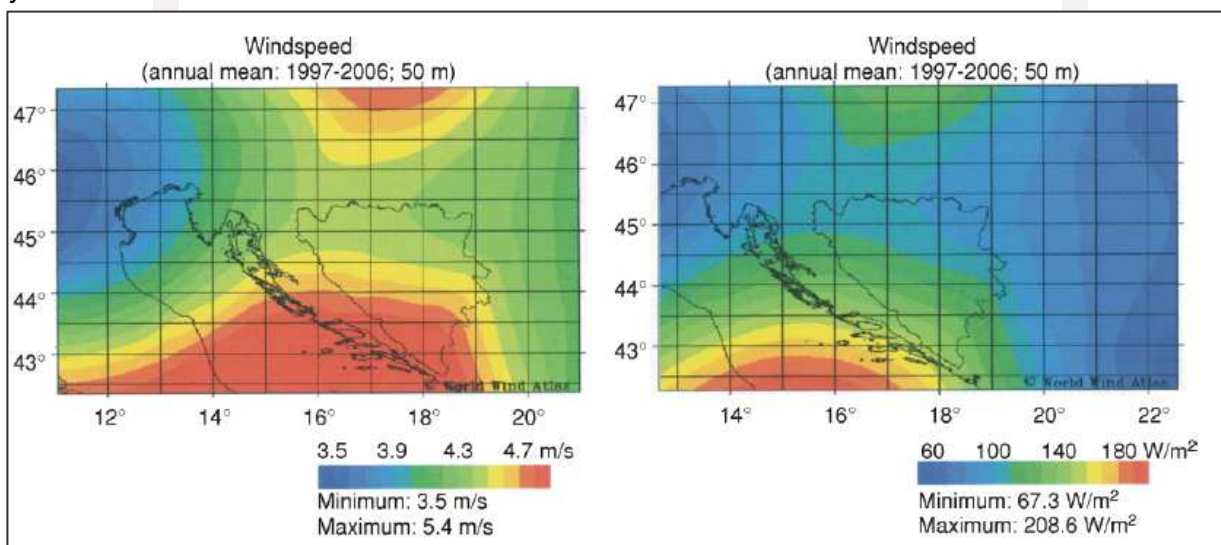 y
Windspeed
(annual mean: 1997-2006; 50 m)
47°
46°
45°
44°
43°
12° 14° 16° 18° 20°
© World Wind Atlas
3.5 3.9 4.3 4.7 m/s
Minimum: 3.5 m/s
Maximum: 5.4 m/s
Windspeed
(annual mean: 1997-2006; 50 m)
47°
46°
45°
44°
43°
14° 16° 18° 20° 22°
© World Wind Atlas
60 100 140 180 W/m²
Minimum: 67.3 W/m²
Maximum: 208.6 W/m²